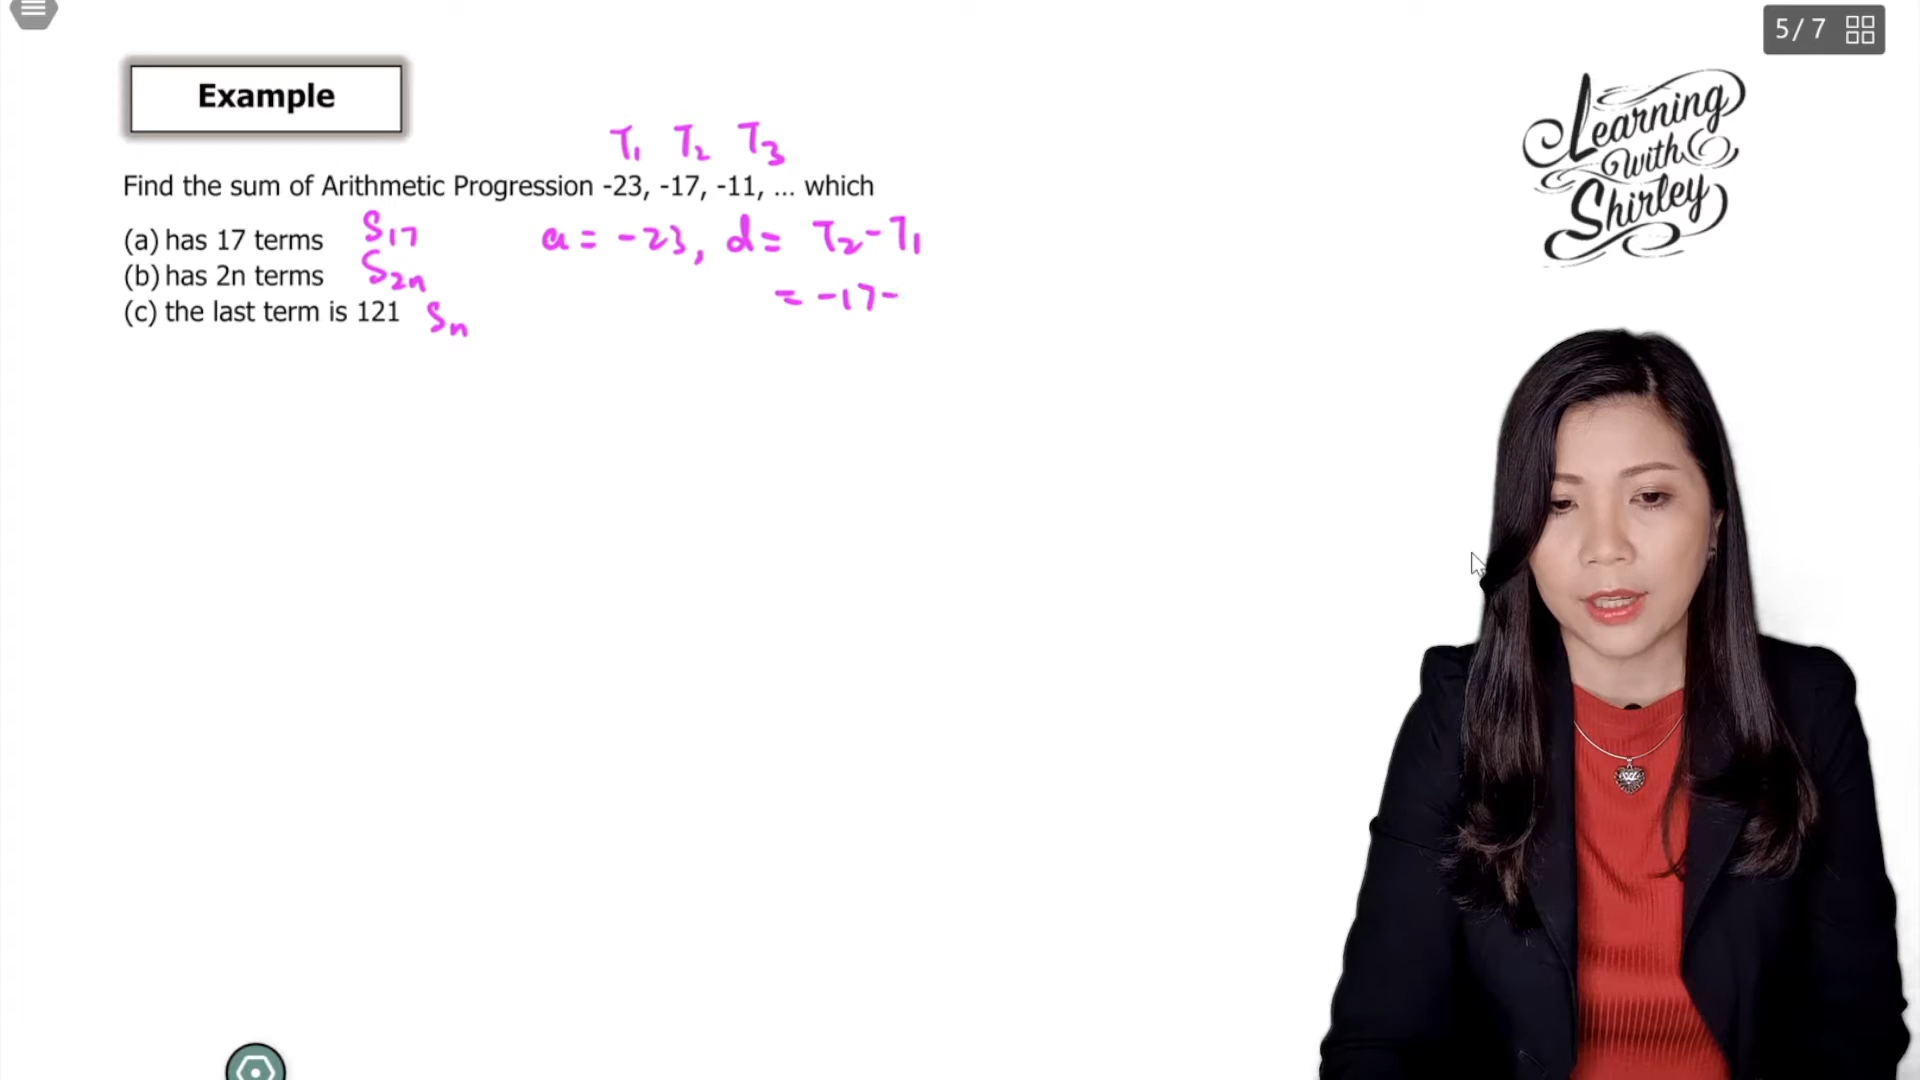 5 / 7
Example
Learning
with
Shirley
T₁ T₂ T₃
Find the sum of Arithmetic Progression -23, -17, -11, ... which
(a) has 17 terms S₁₇ a = -23, d = T₂-T₁
(b) has 2n terms S₂ₙ = -17-
(c) the last term is 121 Sₙ